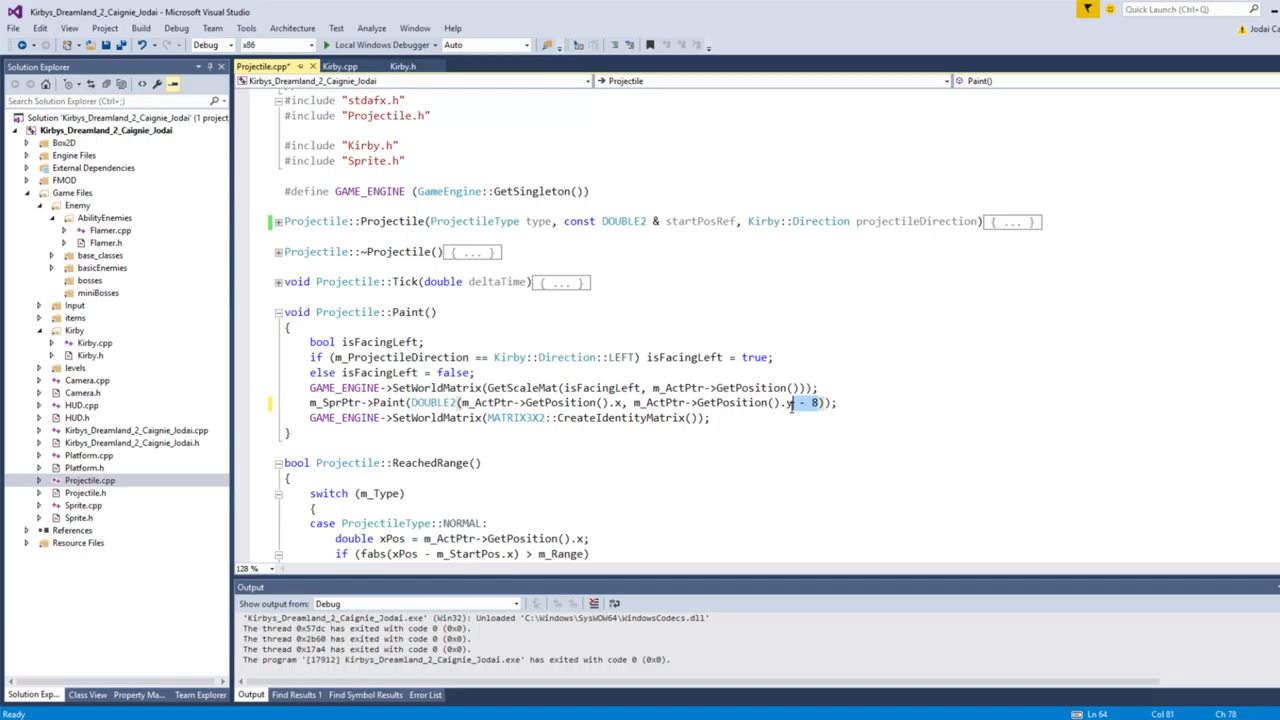 Kirbys_Dreamland_2_Caignie_Jodai - Microsoft Visual Studio
Quick Launch (Ctrl+Q)
File Edit View Project Build Debug Team Tools Architecture Test Analyze Window Help
Jodai Ca
Debug x86 Local Windows Debugger Auto
Solution Explorer
Projectile.cpp* Kirby.cpp Kirby.h
Kirbys_Dreamland_2_Caignie_Jodai Projectile Paint()
Search Solution Explorer (Ctrl+;)
Solution 'Kirbys_Dreamland_2_Caignie_Jodai' (1 project
Kirbys_Dreamland_2_Caignie_Jodai
Box2D
Engine Files
External Dependencies
FMOD
Game Files
Enemy
AbilityEnemies
Flamer.cpp
Flamer.h
base_classes
basicEnemies
bosses
miniBosses
Input
items
Kirby
Kirby.cpp
Kirby.h
levels
Camera.cpp
Camera.h
HUD.cpp
HUD.h
Kirbys_Dreamland_2_Caignie_Jodai.cpp
Kirbys_Dreamland_2_Caignie_Jodai.h
Platform.cpp
Platform.h
Projectile.cpp
Projectile.h
Sprite.cpp
Sprite.h
References
Resource Files
#include "stdafx.h"
#include "Projectile.h"
#include "Kirby.h"
#include "Sprite.h"
#define GAME_ENGINE (GameEngine::GetSingleton())
Projectile::Projectile(ProjectileType type, const DOUBLE2 & startPosRef, Kirby::Direction projectileDirection){ ... }
Projectile::~Projectile(){ ... }
void Projectile::Tick(double deltaTime){ ... }
void Projectile::Paint()
{
bool isFacingLeft;
if (m_ProjectileDirection == Kirby::Direction::LEFT) isFacingLeft = true;
else isFacingLeft = false;
GAME_ENGINE->SetWorldMatrix(GetScaleMat(isFacingLeft, m_ActPtr->GetPosition()));
m_SprPtr->Paint(DOUBLE2(m_ActPtr->GetPosition().x, m_ActPtr->GetPosition().y - 8));
GAME_ENGINE->SetWorldMatrix(MATRIX3X2::CreateIdentityMatrix());
}
bool Projectile::ReachedRange()
{
switch (m_Type)
{
case ProjectileType::NORMAL:
double xPos = m_ActPtr->GetPosition().x;
if (fabs(xPos - m_StartPos.x) > m_Range)
128 %
Output
Show output from: Debug
'Kirbys_Dreamland_2_Caignie_Jodai.exe' (Win32): Unloaded 'C:\Windows\SysWOW64\WindowsCodecs.dll'
The thread 0x57dc has exited with code 0 (0x0).
The thread 0x2b60 has exited with code 0 (0x0).
The thread 0x17a4 has exited with code 0 (0x0).
The program '[17912] Kirbys_Dreamland_2_Caignie_Jodai.exe' has exited with code 0 (0x0).
Solution Exp... Class View Property Ma... Team Explorer Output Find Results 1 Find Symbol Results Error List
Ready Ln 64 Col 81 Ch 78